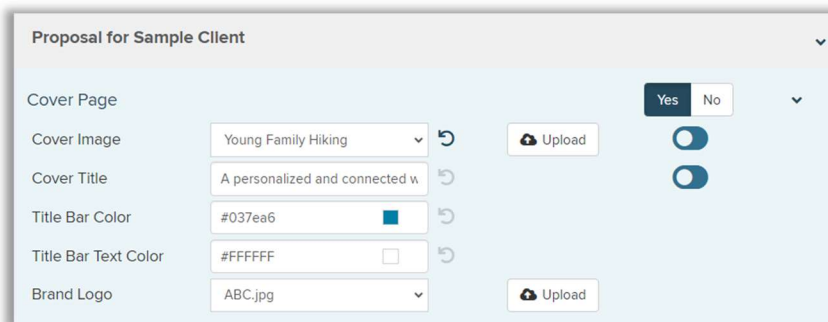 Proposal for Sample Client
Cover Page Yes No
Cover Image Young Family Hiking Upload
Cover Title A personalized and connected w
Title Bar Color #037ea6
Title Bar Text Color #FFFFFF
Brand Logo ABC.jpg Upload